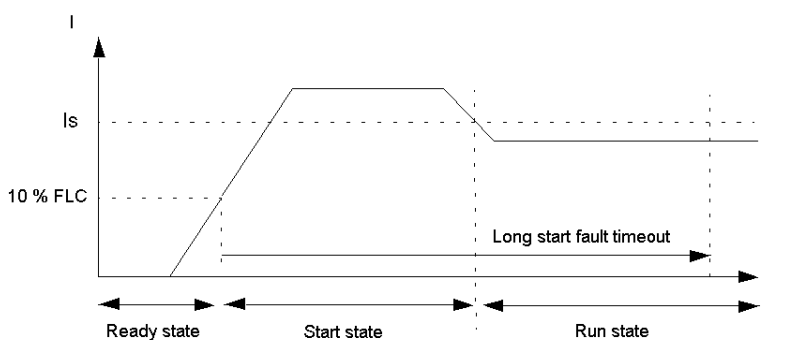 I
Is
10 % FLC
Long start fault timeout
Ready state
Start state
Run state